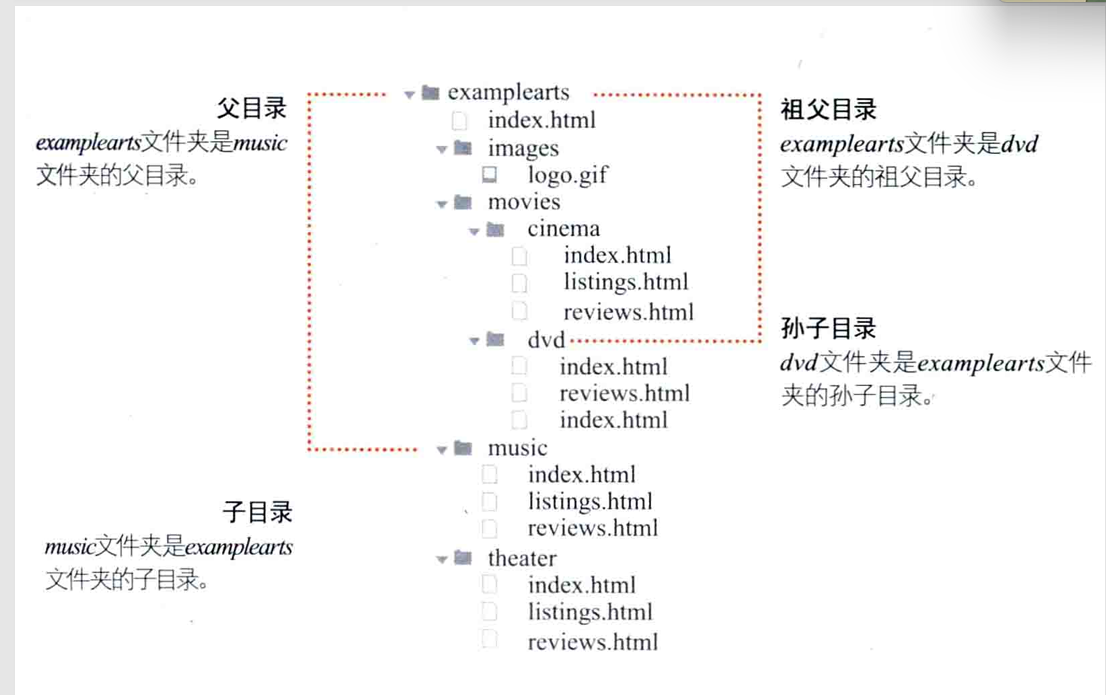 父目录
examplearts文件夹是music
文件夹的父目录。
examplearts
index.html
images
logo.gif
movies
cinema
index.html
listings.html
reviews.html
dvd
index.html
reviews.html
index.html
music
index.html
listings.html
reviews.html
theater
index.html
listings.html
reviews.html
祖父目录
examplearts文件夹是dvd
文件夹的祖父目录。
孙子目录
dvd文件夹是examplearts文件
夹的孙子目录。
子目录
music文件夹是examplearts
文件夹的子目录。